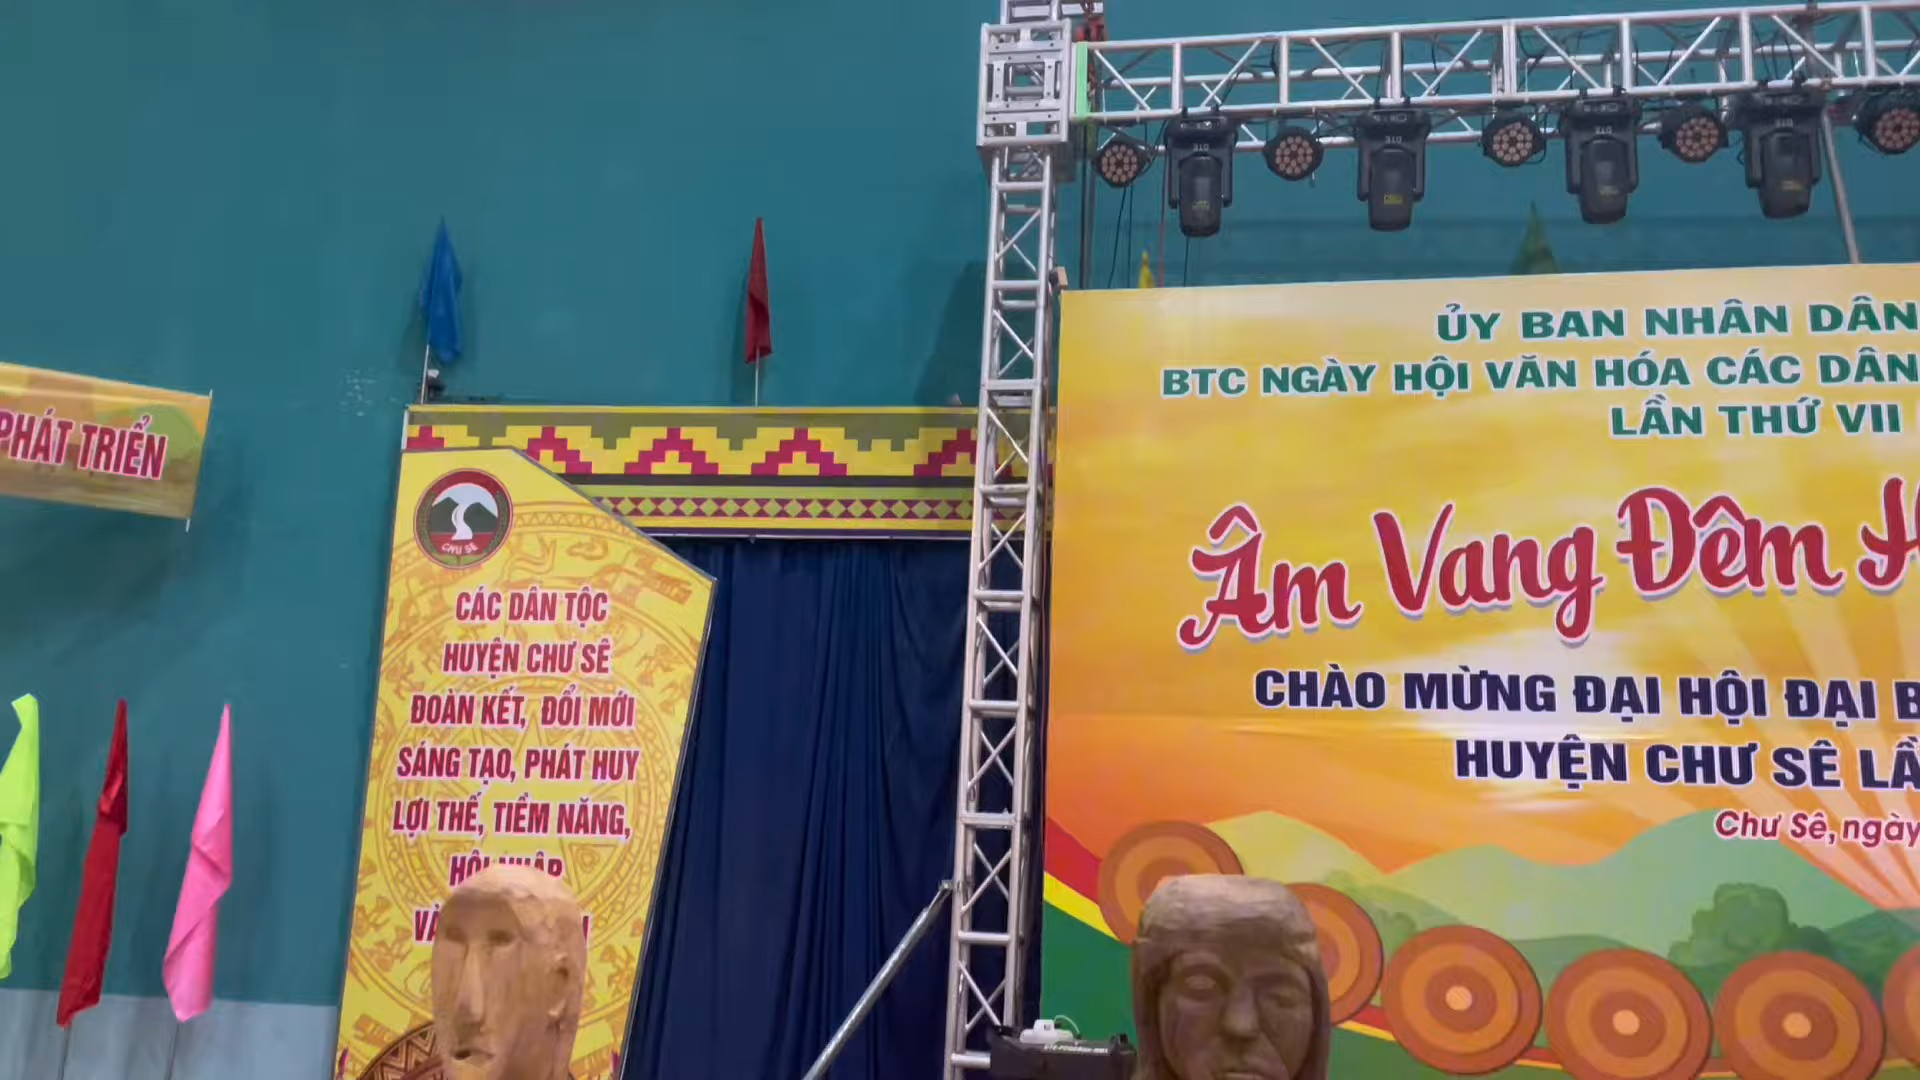 PHÁT TRIỂN
CHƯ SÊ
CÁC DÂN TỘC
HUYỆN CHƯ SÊ
ĐOÀN KẾT, ĐỔI MỚI
SÁNG TẠO, PHÁT HUY
LỢI THẾ, TIỀM NĂNG,
HỘI NHẬP
ỦY BAN NHÂN DÂN
BTC NGÀY HỘI VĂN HÓA CÁC DÂN
LẦN THỨ VII
Âm Vang Đêm
CHÀO MỪNG ĐẠI HỘI ĐẠI B
HUYỆN CHƯ SÊ LẦ
Chư Sê, ngày